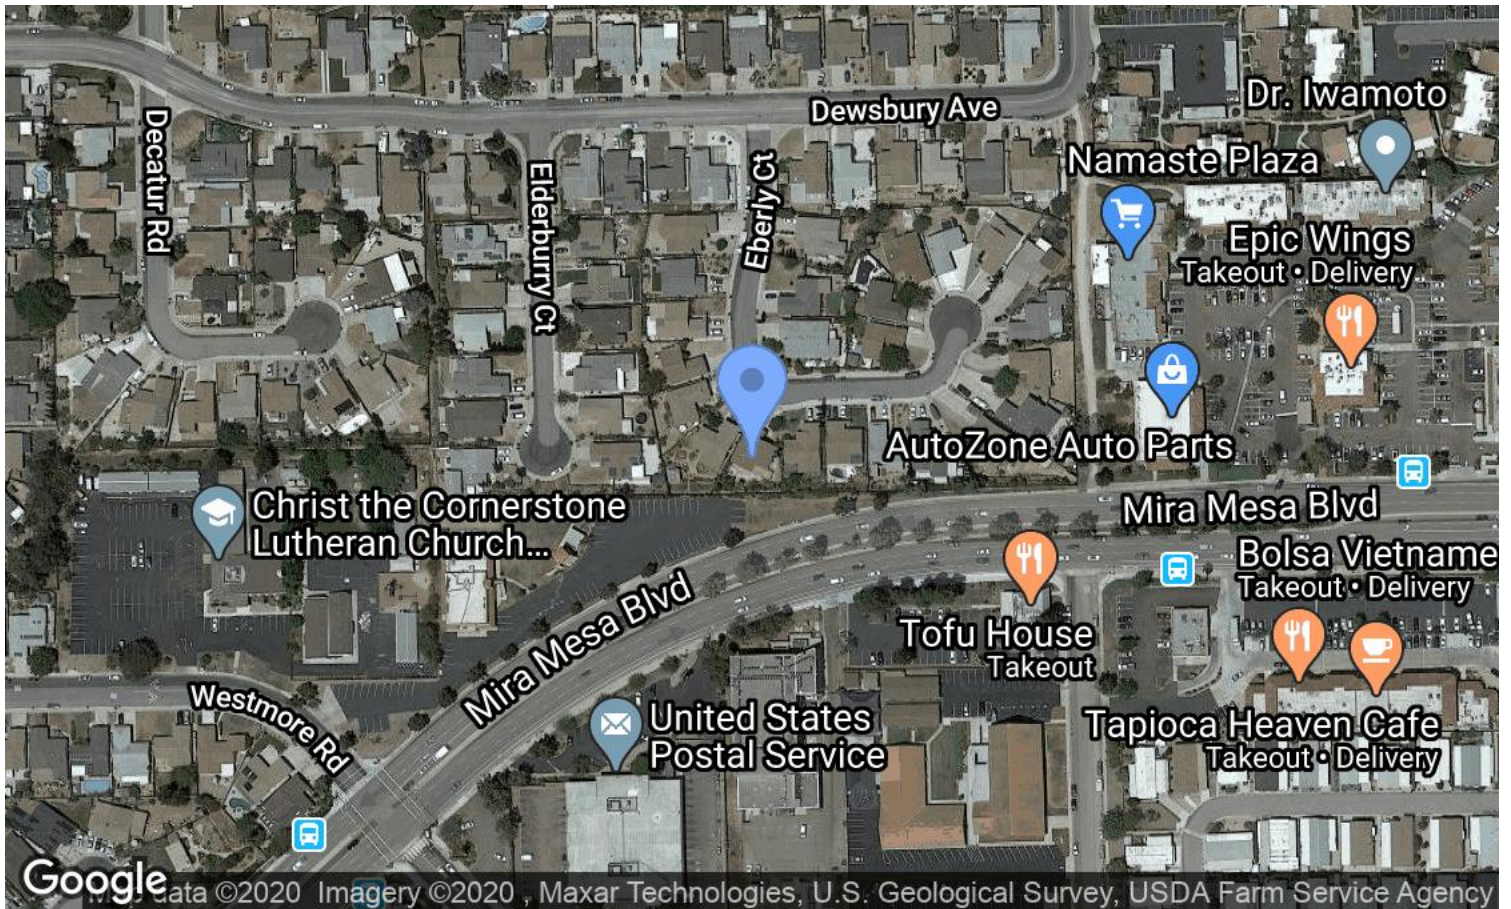 Dewsbury Ave
Dr. Iwamoto
Decatur Rd
Elderburry Ct
Eberly Ct
Namaste Plaza
Epic Wings
Takeout • Delivery
AutoZone Auto Parts
Christ the Cornerstone
Lutheran Church...
Mira Mesa Blvd
Bolsa Vietname
Takeout • Delivery
Mira Mesa Blvd
Tofu House
Takeout
Westmore Rd
United States
Postal Service
Tapioca Heaven Cafe
Takeout • Delivery
Google
data ©2020 Imagery ©2020 , Maxar Technologies, U.S. Geological Survey, USDA Farm Service Agency